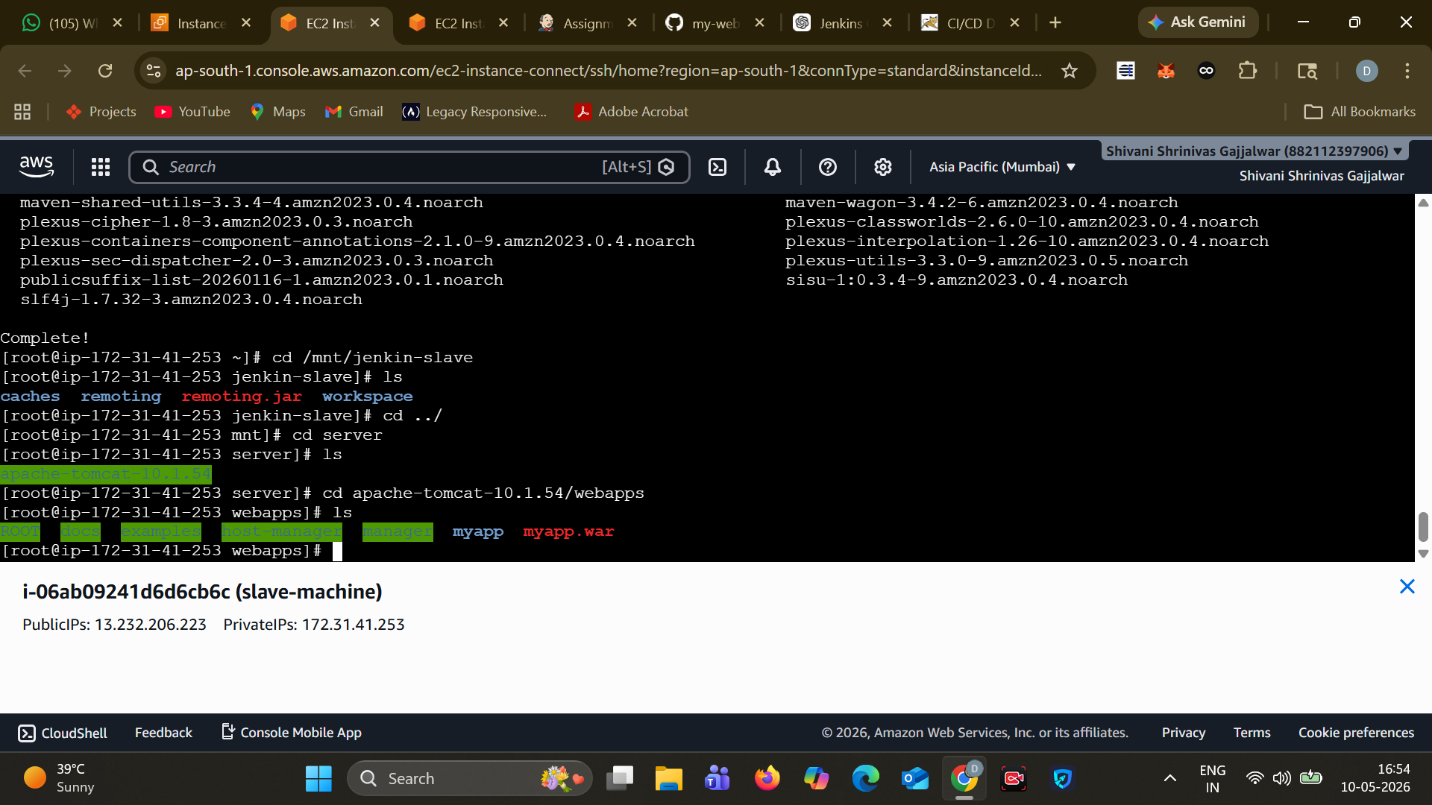 (105) W
Instance
EC2 Inst
EC2 Inst
Assignm
my-web
Jenkins
CI/CD D
Ask Gemini
ap-south-1.console.aws.amazon.com/ec2-instance-connect/ssh/home?region=ap-south-1&connType=standard&instanceId...
D
Projects
YouTube
Maps
Gmail
Legacy Responsive...
Adobe Acrobat
All Bookmarks
aws
Search
[Alt+S]
Asia Pacific (Mumbai)
Shivani Shrinivas Gajjalwar (882112397906)
Shivani Shrinivas Gajjalwar
maven-shared-utils-3.3.4-4.amzn2023.0.4.noarch maven-wagon-3.4.2-6.amzn2023.0.4.noarch
plexus-cipher-1.8-3.amzn2023.0.3.noarch plexus-classworlds-2.6.0-10.amzn2023.0.4.noarch
plexus-containers-component-annotations-2.1.0-9.amzn2023.0.4.noarch plexus-interpolation-1.26-10.amzn2023.0.4.noarch
plexus-sec-dispatcher-2.0-3.amzn2023.0.3.noarch plexus-utils-3.3.0-9.amzn2023.0.5.noarch
publicsuffix-list-20260116-1.amzn2023.0.1.noarch sisu-1:0.3.4-9.amzn2023.0.4.noarch
slf4j-1.7.32-3.amzn2023.0.4.noarch
Complete!
[root@ip-172-31-41-253 ~]# cd /mnt/jenkin-slave
[root@ip-172-31-41-253 jenkin-slave]# ls
caches remoting remoting.jar workspace
[root@ip-172-31-41-253 jenkin-slave]# cd ../
[root@ip-172-31-41-253 mnt]# cd server
[root@ip-172-31-41-253 server]# ls
apache-tomcat-10.1.54
[root@ip-172-31-41-253 server]# cd apache-tomcat-10.1.54/webapps
[root@ip-172-31-41-253 webapps]# ls
ROOT docs examples host-manager manager myapp myapp.war
[root@ip-172-31-41-253 webapps]#
i-06ab09241d6d6cb6c (slave-machine)
PublicIPs: 13.232.206.223 PrivateIPs: 172.31.41.253
CloudShell
Feedback
Console Mobile App
© 2026, Amazon Web Services, Inc. or its affiliates.
Privacy
Terms
Cookie preferences
39°C
Sunny
Search
ENG
IN
16:54
10-05-2026